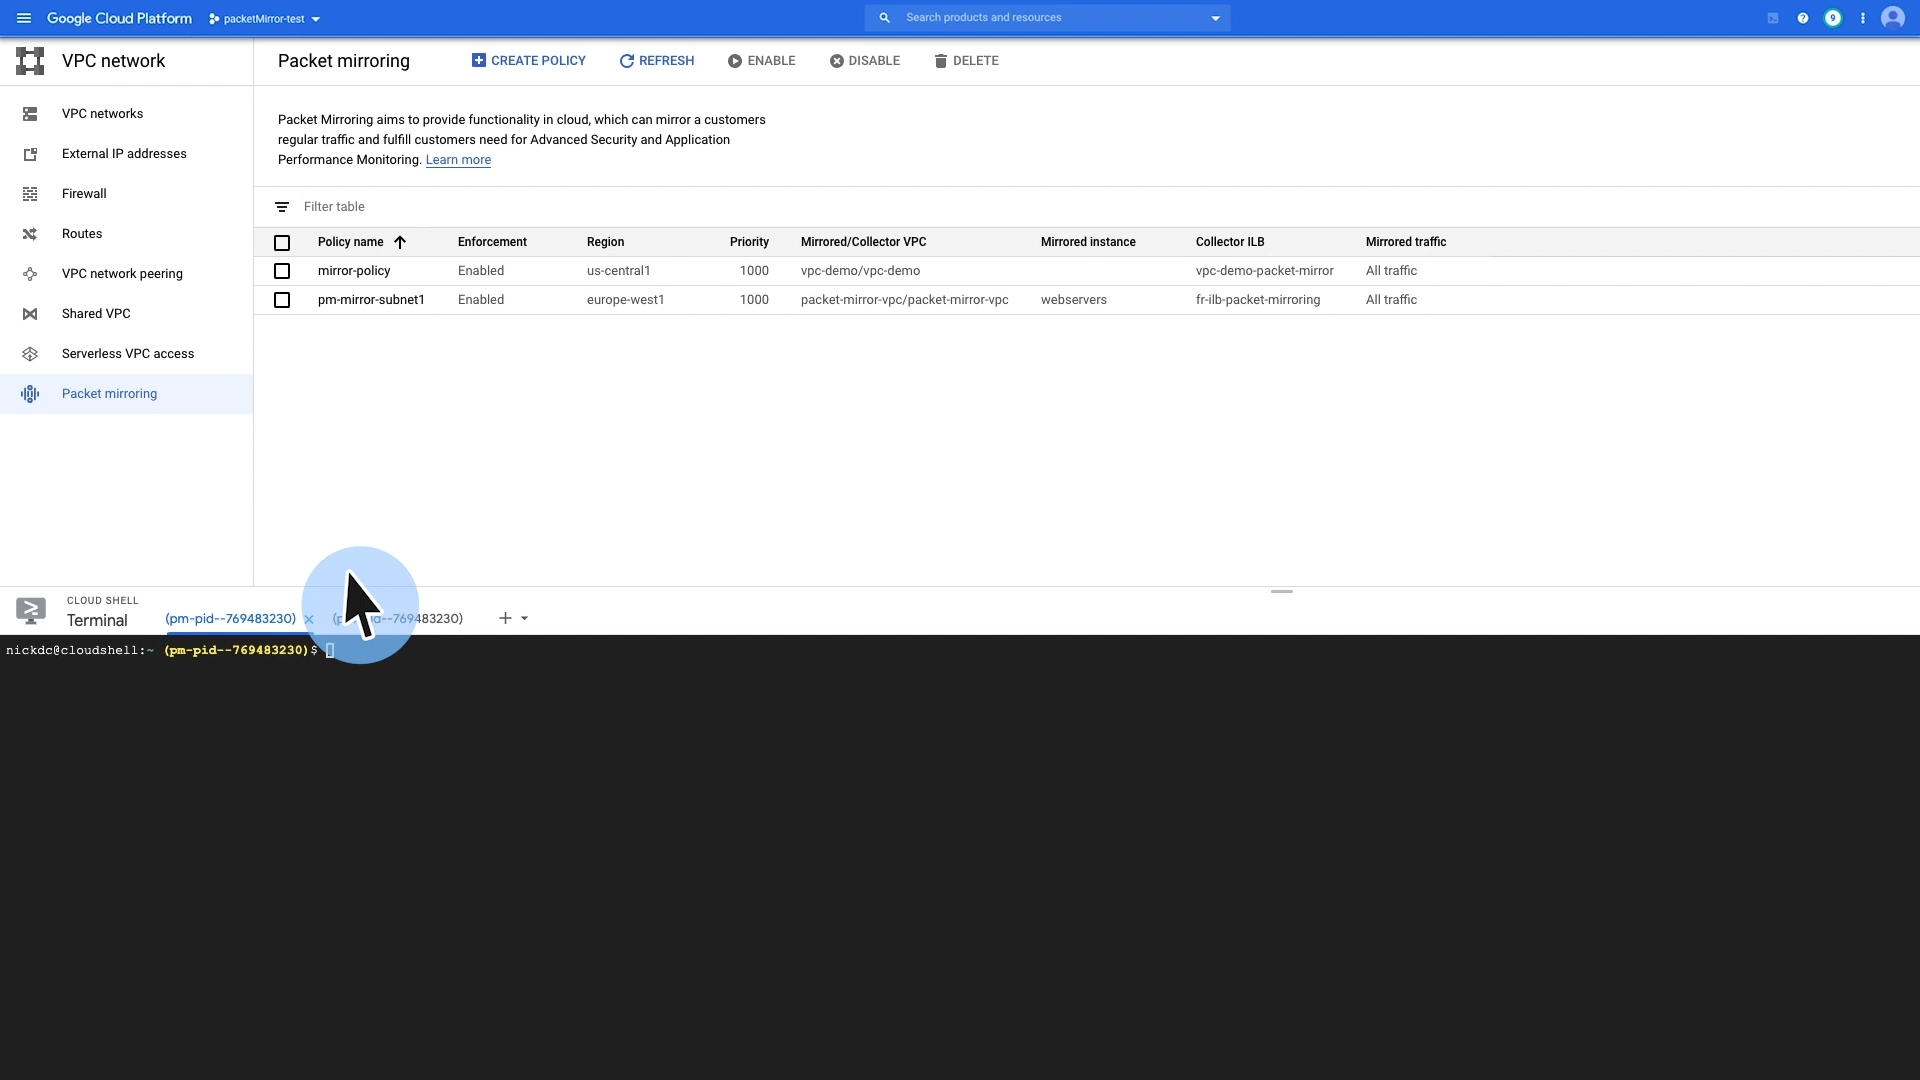 Google Cloud Platform packetMirror-test Search products and resources ? 9
VPC network
Packet mirroring CREATE POLICY REFRESH ENABLE DISABLE DELETE
VPC networks
External IP addresses
Firewall
Routes
VPC network peering
Shared VPC
Serverless VPC access
Packet mirroring
Packet Mirroring aims to provide functionality in cloud, which can mirror a customers
regular traffic and fulfill customers need for Advanced Security and Application
Performance Monitoring. Learn more
Filter table
Policy name Enforcement Region Priority Mirrored/Collector VPC Mirrored instance Collector ILB Mirrored traffic
mirror-policy Enabled us-central1 1000 vpc-demo/vpc-demo vpc-demo-packet-mirror All traffic
pm-mirror-subnet1 Enabled europe-west1 1000 packet-mirror-vpc/packet-mirror-vpc webservers fr-ilb-packet-mirroring All traffic
CLOUD SHELL
Terminal (pm-pid--769483230) ×
nickdc@cloudshell:~ (pm-pid--769483230)$